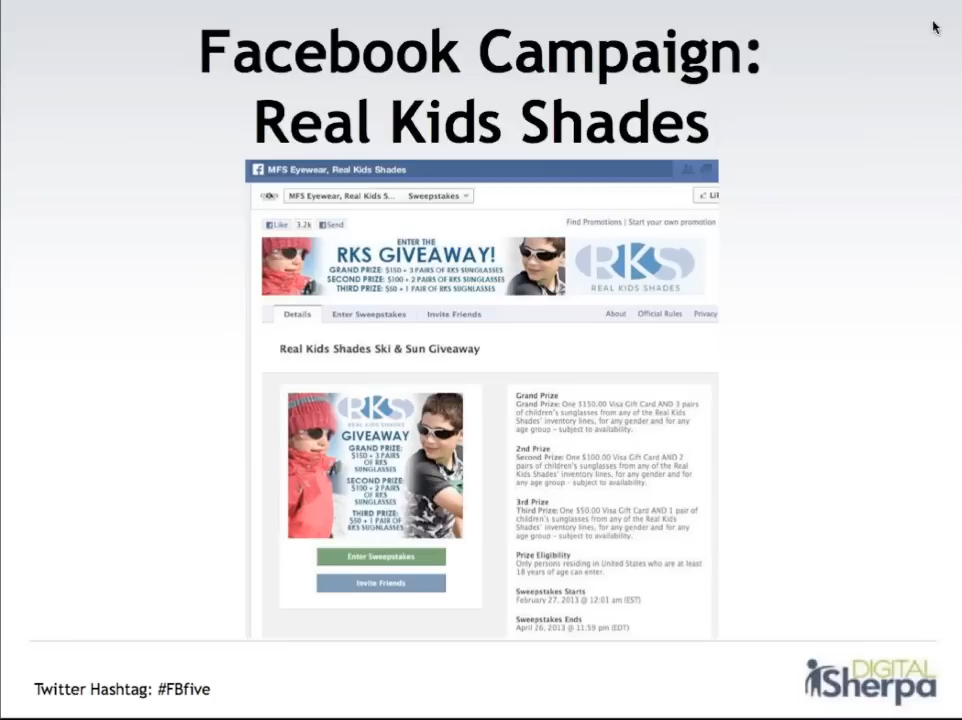 Facebook Campaign:
Real Kids Shades
MFS Eyewear, Real Kids Shades
MFS Eyewear, Real Kids S... Sweepstakes
Like 3.2k Send
Find Promotions | Start your own promotion
ENTER THE
RKS GIVEAWAY!
GRAND PRIZE: $150 + 3 PAIRS OF RKS SUNGLASSES
SECOND PRIZE: $100 + 2 PAIRS OF RKS SUNGLASSES
THIRD PRIZE: $50 + 1 PAIR OF RKS SUGNLASSES
RKS
REAL KIDS SHADES
Details Enter Sweepstakes Invite Friends About Official Rules Privacy
Real Kids Shades Ski & Sun Giveaway
RKS
REAL KIDS SHADES
GIVEAWAY
GRAND PRIZE:
$150 + 3 PAIRS
OF RKS
SUNGLASSES
SECOND PRIZE:
$100 + 2 PAIRS
OF RKS
SUNGLASSES
THIRD PRIZE:
$50 + 1 PAIR OF
RKS SUGNLASSES
Enter Sweepstakes
Invite Friends
Grand Prize
Grand Prize: One $150.00 Visa Gift Card AND 3 pairs
of children's sunglasses from any of the Real Kids
Shades' inventory lines, for any gender and for any
age group - subject to availability.
2nd Prize
Second Prize: One $100.00 Visa Gift Card AND 2
pairs of children's sunglasses from any of the Real
Kids Shades' inventory lines, for any gender and for
any age group - subject to availability.
3rd Prize
Third Prize: One $50.00 Visa Gift Card AND 1 pair of
children's sunglasses from any of the Real Kids
Shades' inventory lines, for any gender and for any
age group - subject to availability.
Prize Eligibility
Only persons residing in United States who are at least
18 years of age can enter.
Sweepstakes Starts
February 27, 2013 @ 12:01 am (EST)
Sweepstakes Ends
April 26, 2013 @ 11:59 pm (EDT)
Twitter Hashtag: #FBfive
DIGITAL
Sherpa